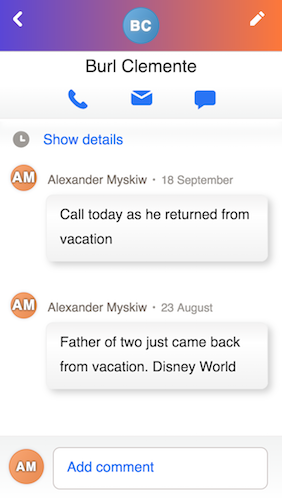 BC
Burl Clemente
Show details
AM
Alexander Myskiw • 18 September
Call today as he returned from
vacation
AM
Alexander Myskiw • 23 August
Father of two just came back
from vacation. Disney World
AM
Add comment